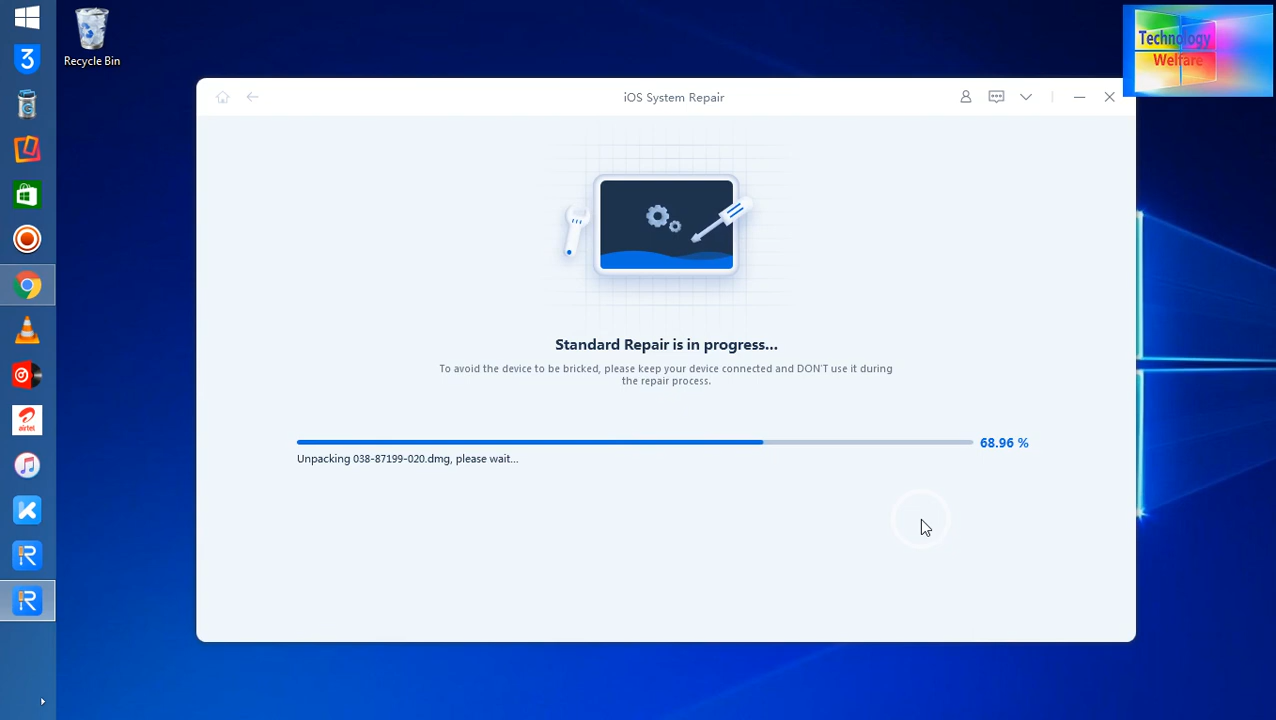 Technology
Welfare
Recycle Bin
iOS System Repair
Standard Repair is in progress...
To avoid the device to be bricked, please keep your device connected and DON'T use it during
the repair process.
68.96 %
Unpacking 038-87199-020.dmg, please wait...
3
airtel